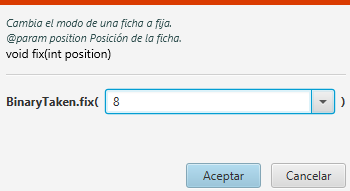 Cambia el modo de una ficha a fija.
@param position Posición de la ficha.
void fix(int position)
BinaryTaken.fix( 8 )
Aceptar Cancelar